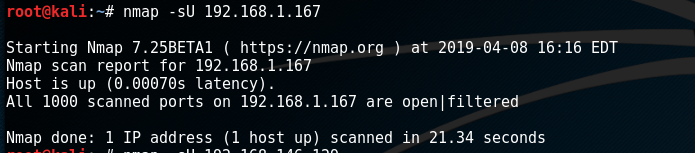 root@kali:~# nmap -sU 192.168.1.167
Starting Nmap 7.25BETA1 ( https://nmap.org ) at 2019-04-08 16:16 EDT
Nmap scan report for 192.168.1.167
Host is up (0.00070s latency).
All 1000 scanned ports on 192.168.1.167 are open|filtered
Nmap done: 1 IP address (1 host up) scanned in 21.34 seconds
root@kali:~# nmap -sU